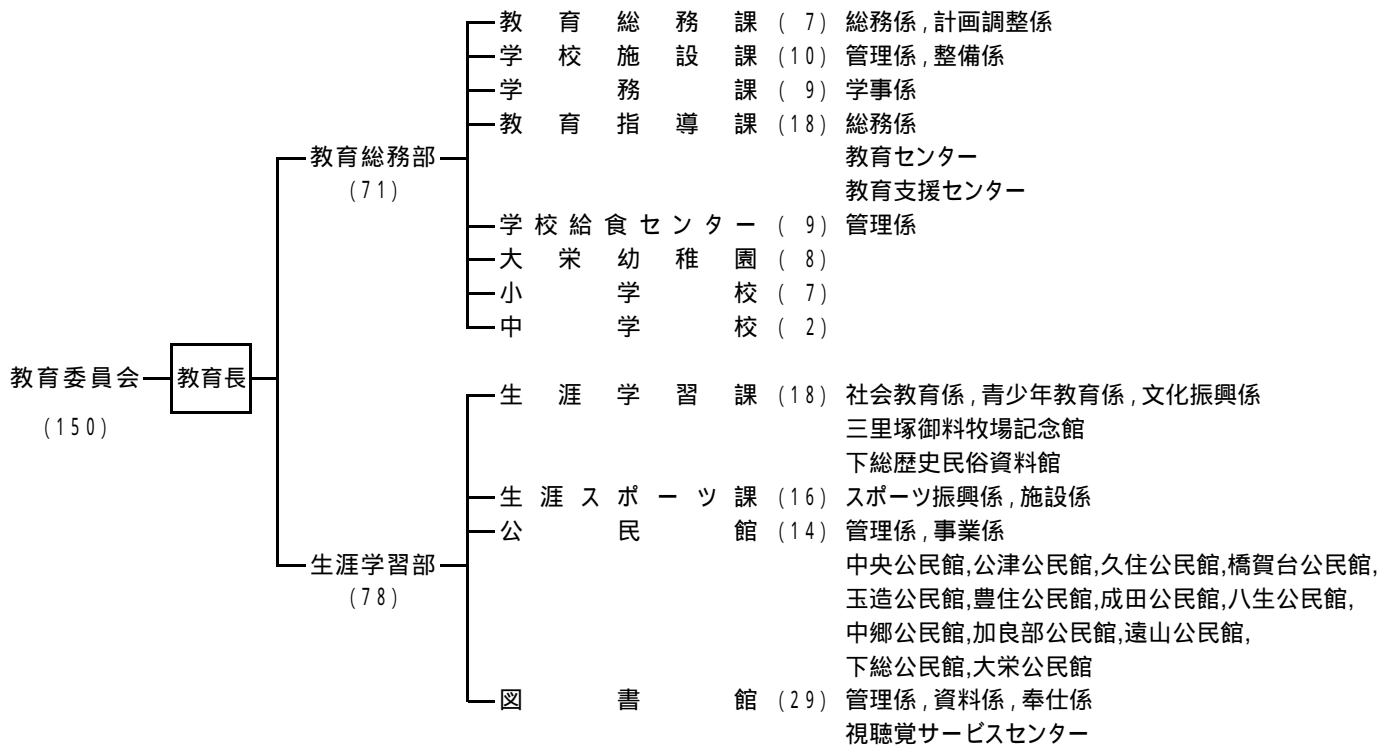 教育総務課 ( 7) 総務係,計画調整係
学校施設課 (10) 管理係,整備係
学務課 ( 9) 学事係
教育指導課 (18) 総務係
教育総務部 教育センター
(71) 教育支援センター
学校給食センター ( 9) 管理係
大栄幼稚園 ( 8)
小学校 ( 7)
中学校 ( 2)
教育委員会 教育長
(150)
生涯学習課 (18) 社会教育係,青少年教育係,文化振興係
三里塚御料牧場記念館
下総歴史民俗資料館
生涯スポーツ課 (16) スポーツ振興係,施設係
公民館 (14) 管理係,事業係
生涯学習部 中央公民館,公津公民館,久住公民館,橋賀台公民館,
(78) 玉造公民館,豊住公民館,成田公民館,八生公民館,
中郷公民館,加良部公民館,遠山公民館,
下総公民館,大栄公民館
図書館 (29) 管理係,資料係,奉仕係
視聴覚サービスセンター